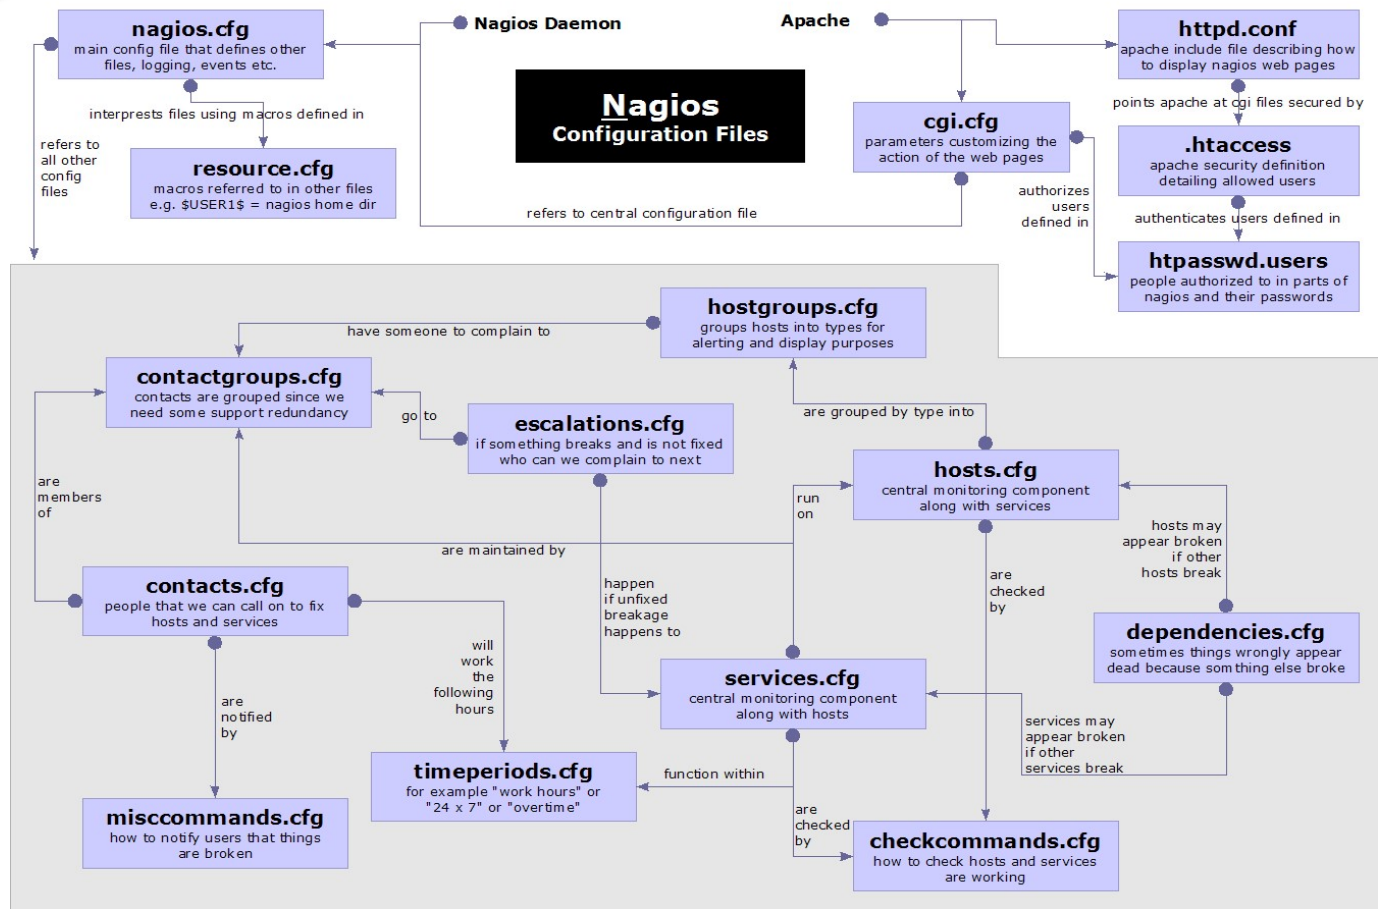 Nagios Daemon
Apache
nagios.cfg
main config file that defines other
files, logging, events etc.
httpd.conf
apache include file describing how
to display nagios web pages
Nagios
Configuration Files
interprests files using macros defined in
points apache at cgi files secured by
cgi.cfg
parameters customizing the
action of the web pages
refers to
all other
config
files
resource.cfg
macros referred to in other files
e.g. $USER1$ = nagios home dir
.htaccess
apache security definition
detailing allowed users
refers to central configuration file
authorizes
users
defined in
authenticates users defined in
htpasswd.users
people authorized to in parts of
nagios and their passwords
hostgroups.cfg
groups hosts into types for
alerting and display purposes
have someone to complain to
contactgroups.cfg
contacts are grouped since we
need some support redundancy
go to
escalations.cfg
if something breaks and is not fixed
who can we complain to next
are grouped by type into
hosts.cfg
central monitoring component
along with services
are
members
of
run
on
are maintained by
hosts may
appear broken
if other
hosts break
contacts.cfg
people that we can call on to fix
hosts and services
happen
if unfixed
breakage
happens to
are
checked
by
dependencies.cfg
sometimes things wrongly appear
dead because somthing else broke
will
work
the
following
hours
services.cfg
central monitoring component
along with hosts
are
notified
by
services may
appear broken
if other
services break
timeperiods.cfg
for example "work hours" or
"24 x 7" or "overtime"
function within
misccommands.cfg
how to notify users that things
are broken
are
checked
by
checkcommands.cfg
how to check hosts and services
are working